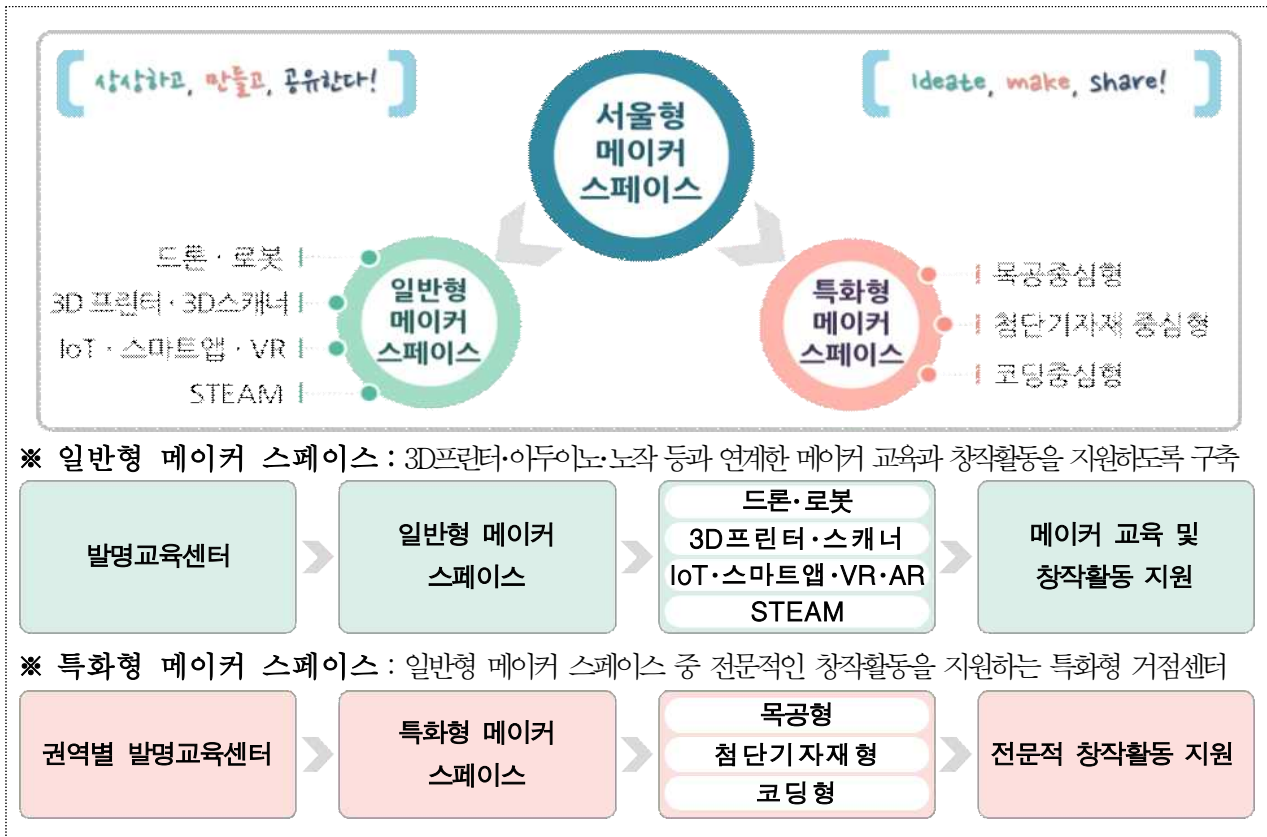 상상하고, 만들고, 공유한다!
Ideate, make, share!
서울형
메이커
스페이스
드론·로봇
3D 프린터·3D스캐너
IoT·스마트앱·VR
STEAM
일반형
메이커
스페이스
특화형
메이커
스페이스
목공중심형
첨단기자재 중심형
코딩중심형
※ 일반형 메이커 스페이스 : 3D프린터·아두이노·노작 등과 연계한 메이커 교육과 창작활동을 지원하도록 구축
발명교육센터
일반형 메이커
스페이스
드론·로봇
3D프린터·스캐너
IoT·스마트앱·VR·AR
STEAM
메이커 교육 및
창작활동 지원
※ 특화형 메이커 스페이스 : 일반형 메이커 스페이스 중 전문적인 창작활동을 지원하는 특화형 거점센터
권역별 발명교육센터
특화형 메이커
스페이스
목공형
첨단기자재형
코딩형
전문적 창작활동 지원